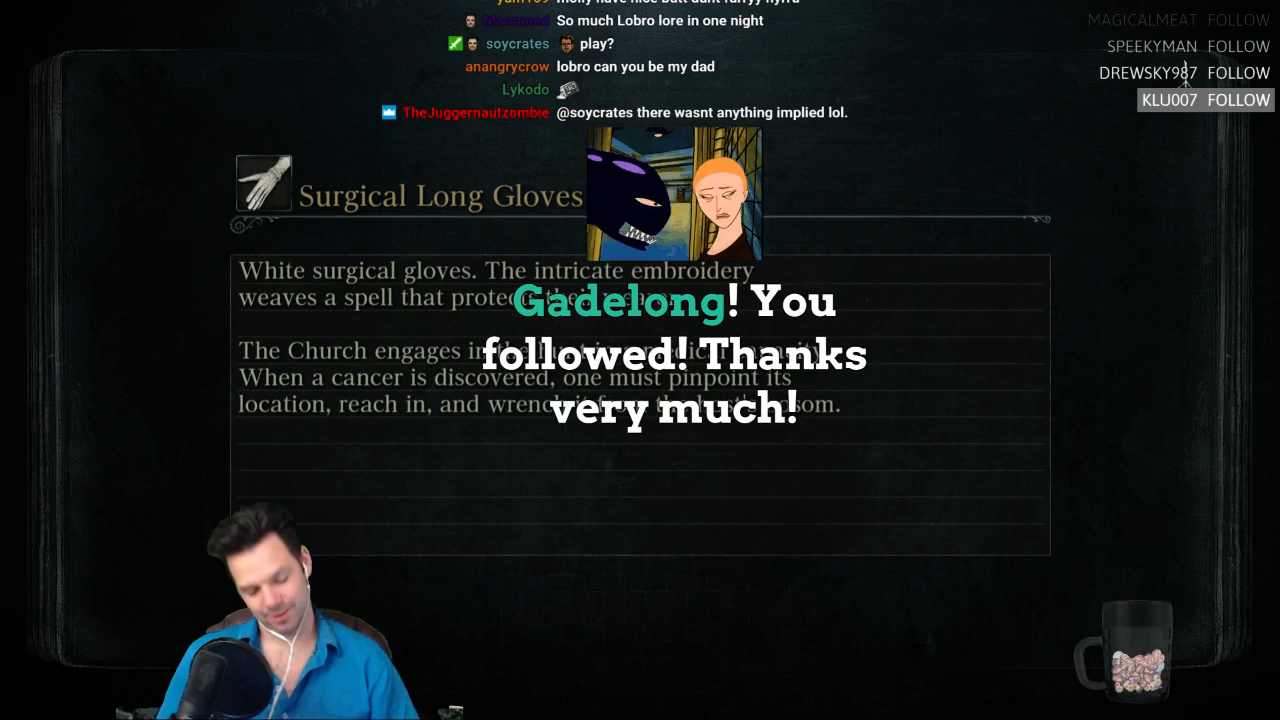 So much Lobro lore in one night
soycrates play?
anangrycrow lobro can you be my dad
Lykodo
TheJuggernautzombie @soycrates there wasnt anything implied lol.
MAGICALMEAT FOLLOW
SPEEKYMAN FOLLOW
DREWSKY987 FOLLOW
KLU007 FOLLOW
Surgical Long Gloves
White surgical gloves. The intricate embroidery
weaves a spell that
The Church engages in
When a cancer is discovered, one must pinpoint its
location, reach in, and
Gadelong! You
followed! Thanks
very much!